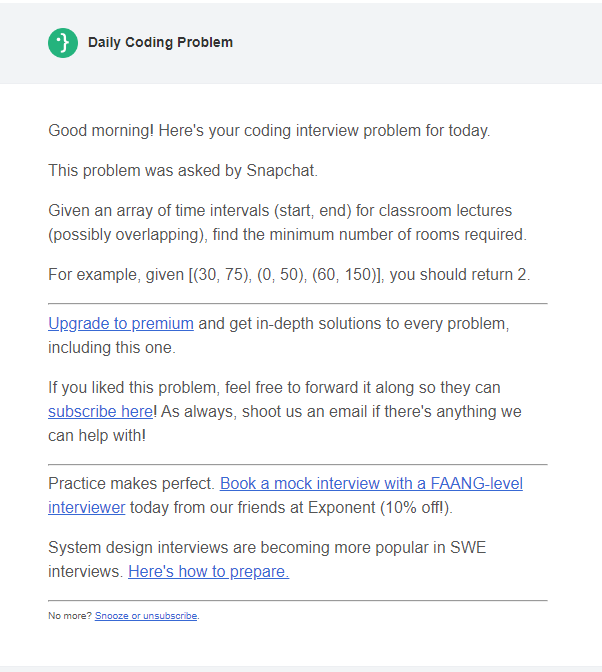 Daily Coding Problem
Good morning! Here's your coding interview problem for today.
This problem was asked by Snapchat.
Given an array of time intervals (start, end) for classroom lectures
(possibly overlapping), find the minimum number of rooms required.
For example, given [(30, 75), (0, 50), (60, 150)], you should return 2.
Upgrade to premium and get in-depth solutions to every problem,
including this one.
If you liked this problem, feel free to forward it along so they can
subscribe here! As always, shoot us an email if there's anything we
can help with!
Practice makes perfect. Book a mock interview with a FAANG-level
interviewer today from our friends at Exponent (10% off!).
System design interviews are becoming more popular in SWE
interviews. Here's how to prepare.
No more? Snooze or unsubscribe.